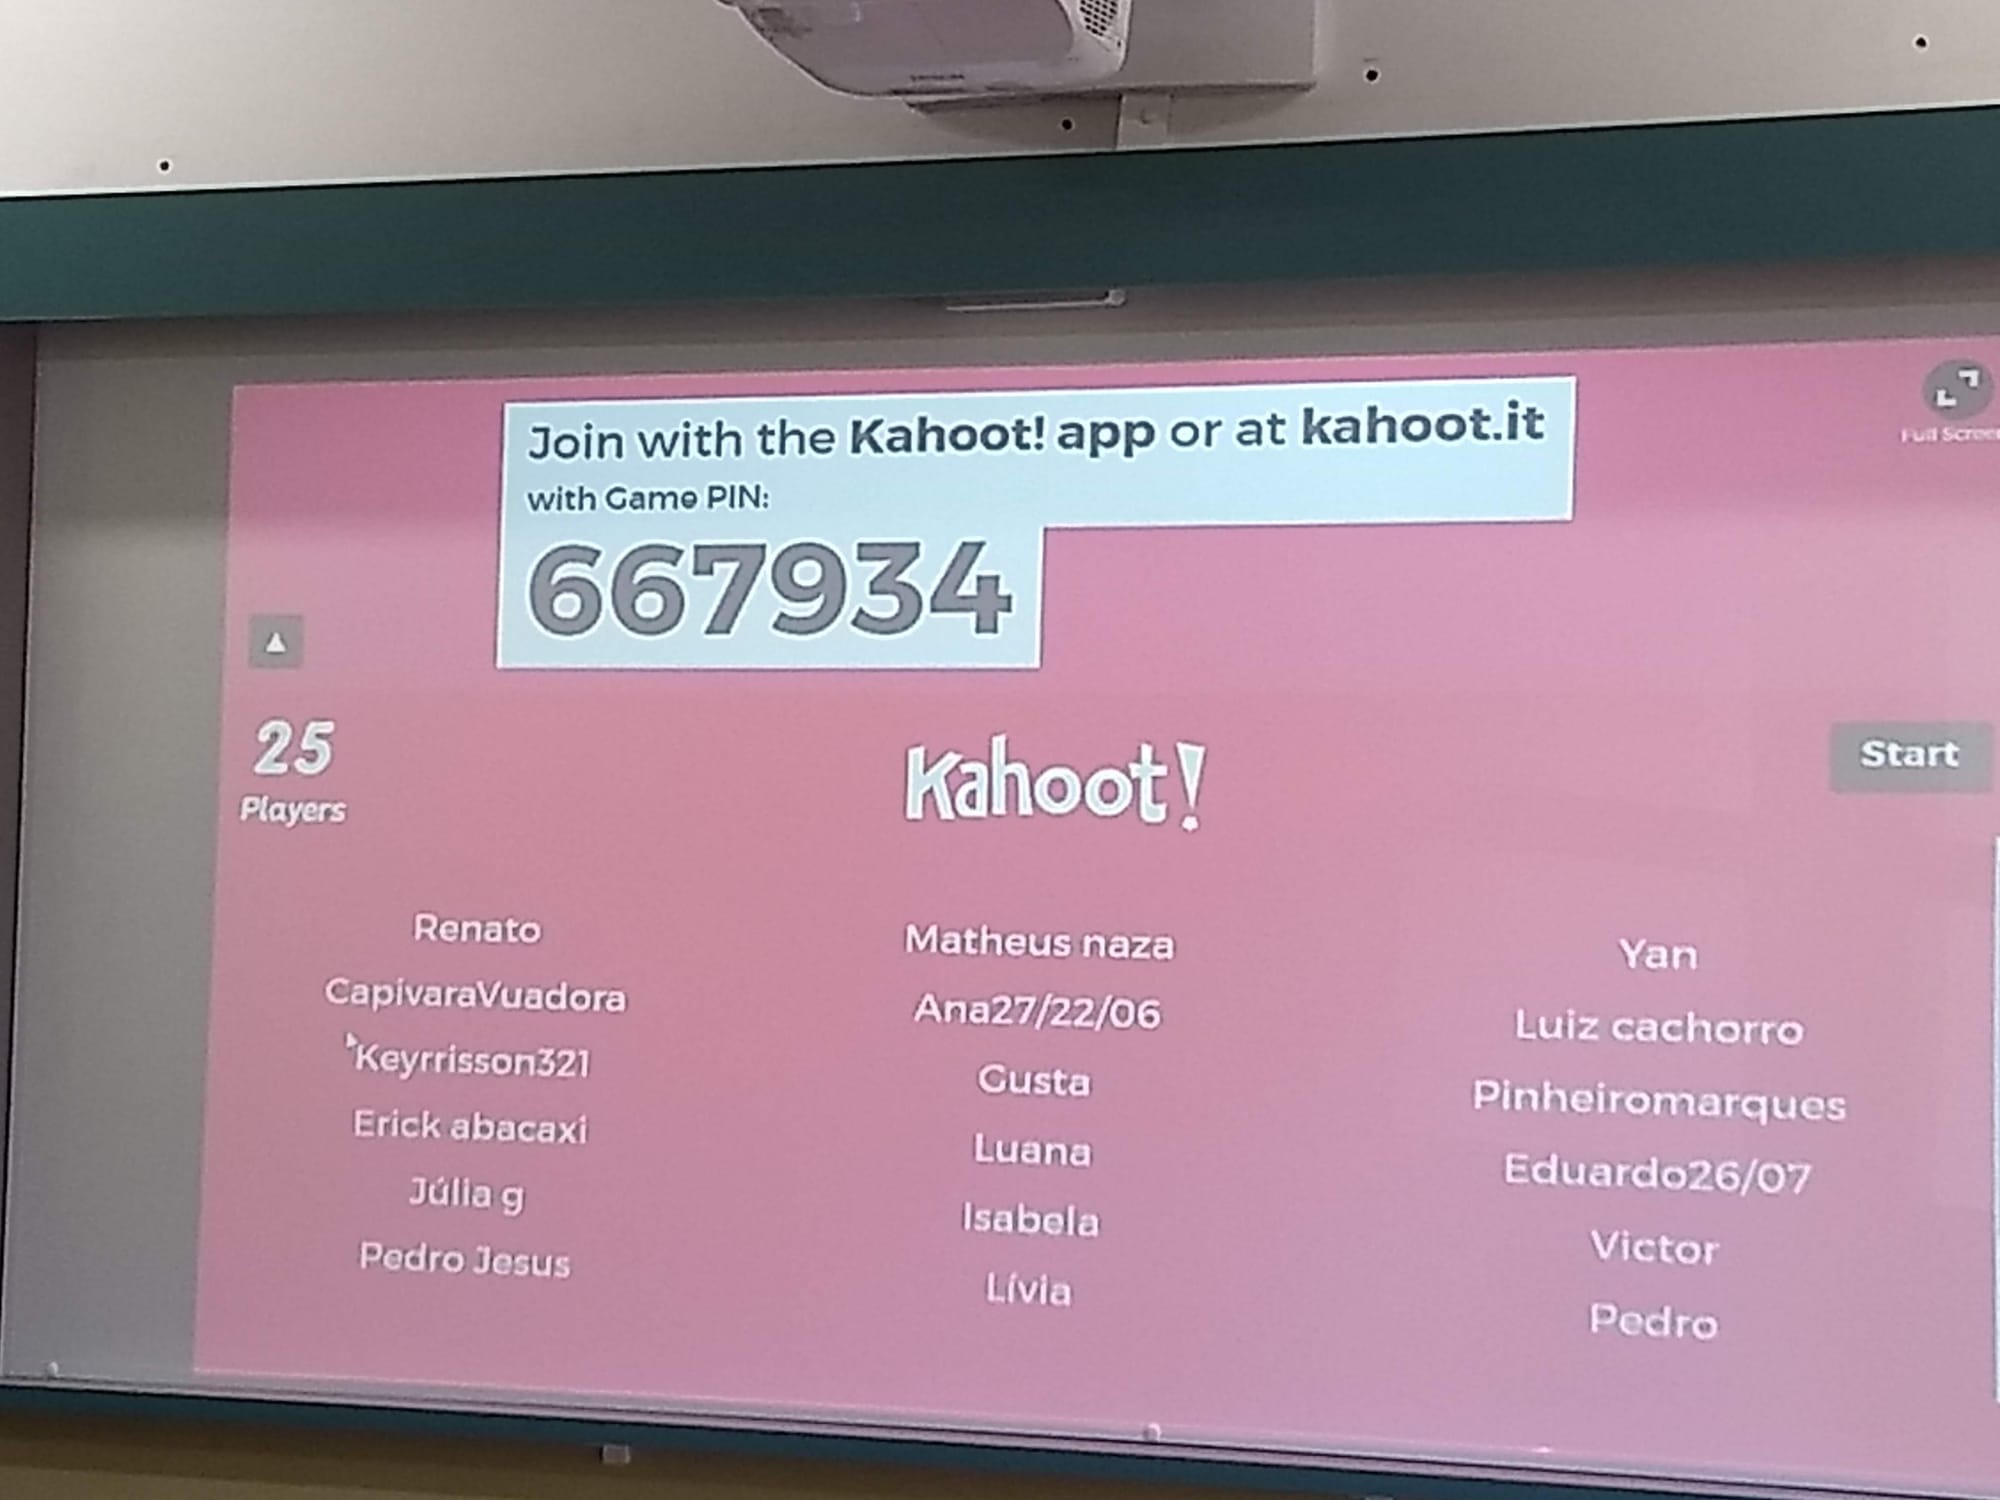 Join with the Kahoot! app or at kahoot.it
with Game PIN:
667934
Full Screen
25
Players
Kahoot!
Start
Renato
Matheus naza
Yan
CapivaraVuadora
Ana27/22/06
Luiz cachorro
Keyrrisson321
Gusta
Pinheiromarques
Erick abacaxi
Luana
Eduardo26/07
Júlia g
Isabela
Victor
Pedro Jesus
Lívia
Pedro